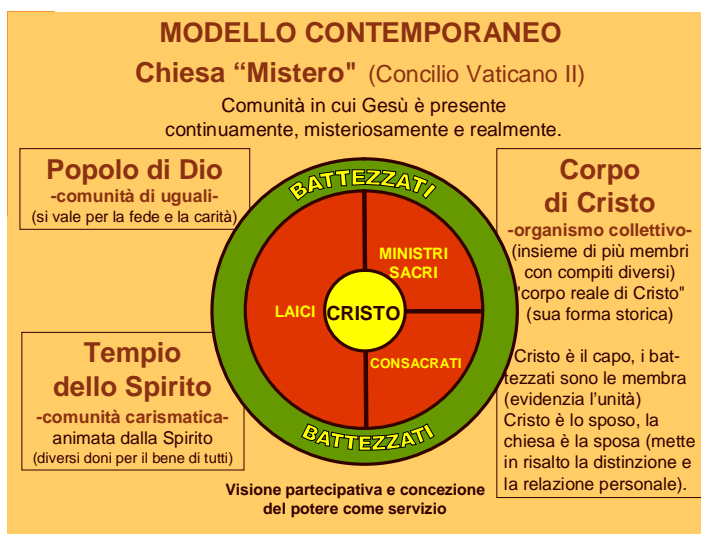 MODELLO CONTEMPORANEO
Chiesa “Mistero" (Concilio Vaticano II)
Comunità in cui Gesù è presente
continuamente, misteriosamente e realmente.
Popolo di Dio
-comunità di uguali-
(si vale per la fede e la carità)
Tempio
dello Spirito
-comunità carismatica-
animata dalla Spirito
(diversi doni per il bene di tutti)
BATTEZZATI
MINISTRI
SACRI
LAICI
CRISTO
CONSACRATI
BATTEZZATI
Corpo
di Cristo
-organismo collettivo-
(insieme di più membri
con compiti diversi)
"corpo reale di Cristo"
(sua forma storica)
Cristo è il capo, i bat-
tezzati sono le membra
(evidenzia l’unità)
Cristo è lo sposo, la
chiesa è la sposa (mette
in risalto la distinzione e
la relazione personale).
Visione partecipativa e concezione
del potere come servizio